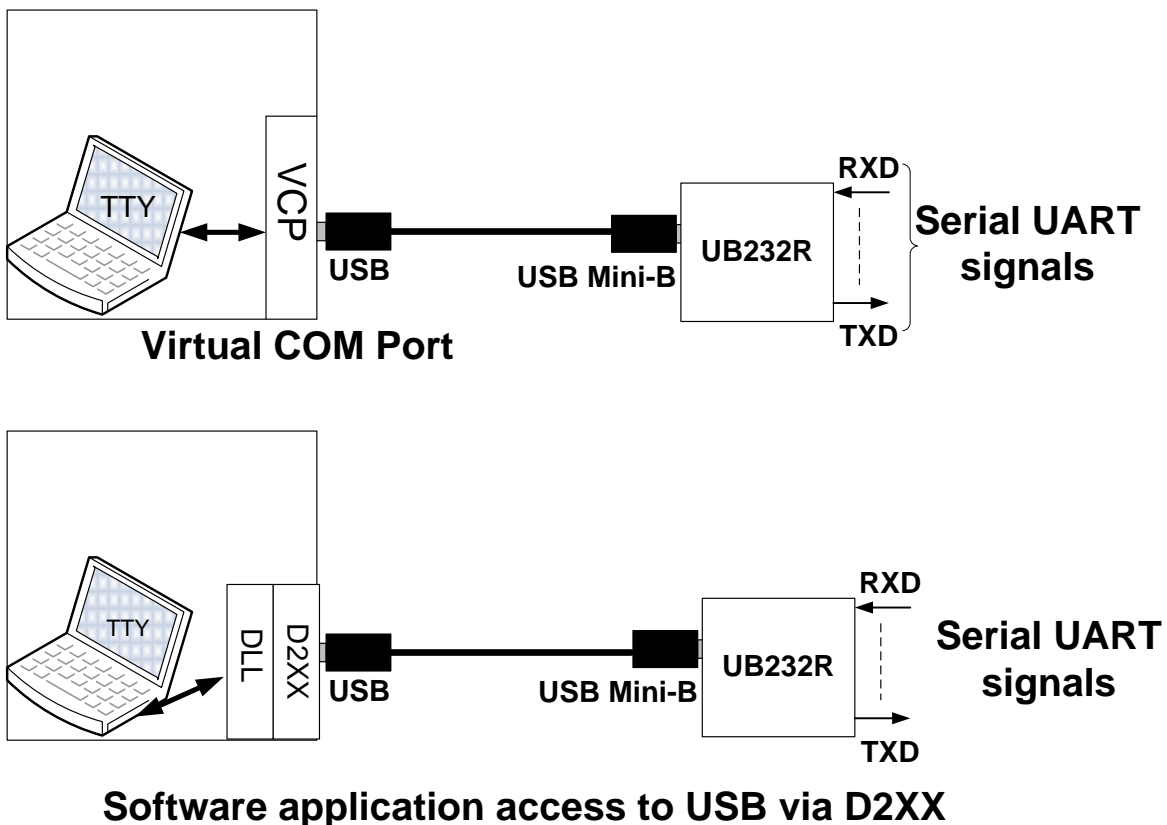 TTY
VCP
USB
USB Mini-B
UB232R
RXD
TXD
Serial UART
signals
Virtual COM Port
TTY
DLL
D2XX
USB
USB Mini-B
UB232R
RXD
TXD
Serial UART
signals
Software application access to USB via D2XX